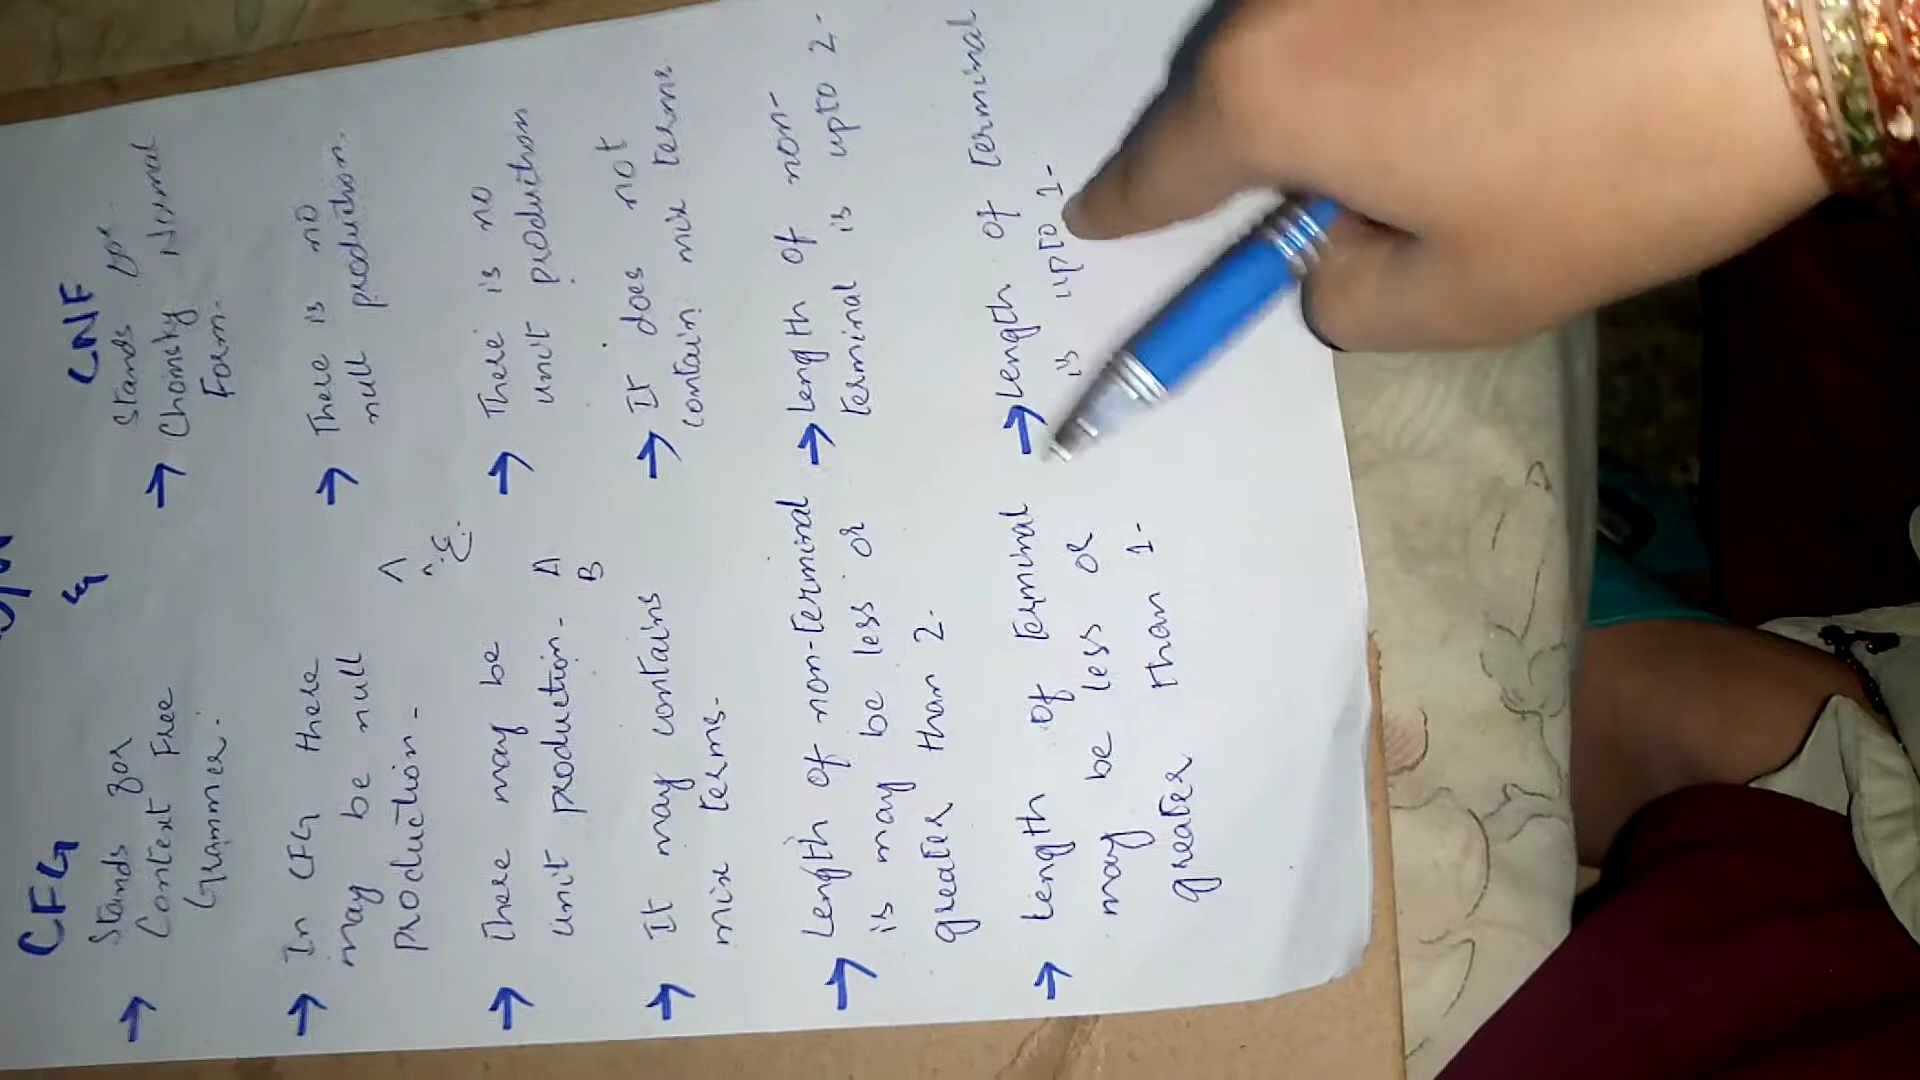 CFG
→ Stands for
Context Free
Grammer.
→ In CFG there
may be null
production.
^
^.ε.
→ There may be
unit production. A
B
→ It may contains
mix terms.
→ Length of non-terminal
is may be less or
greater than 2.
→ Length of terminal
may be less or
greater than 1.
&
CNF
Stands for
→ Chomsky Normal
Form.
→ There is no
null production.
→ There is no
unit production
→ It does not
contain mix terms
→ Length of non-
terminal is upto 2.
→ Length of terminal
is upto 1.